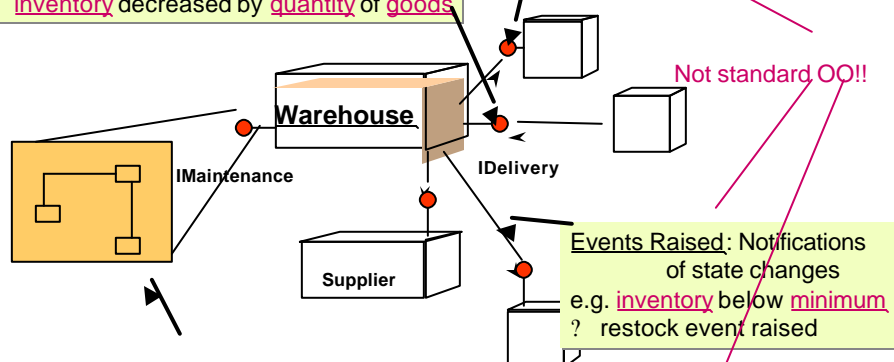 inventory decreased by quantity of goods
Not standard OO!!
Warehouse
IMaintenance
IDelivery
Supplier
Events Raised: Notifications
of state changes
e.g. inventory below minimum
? restock event raised